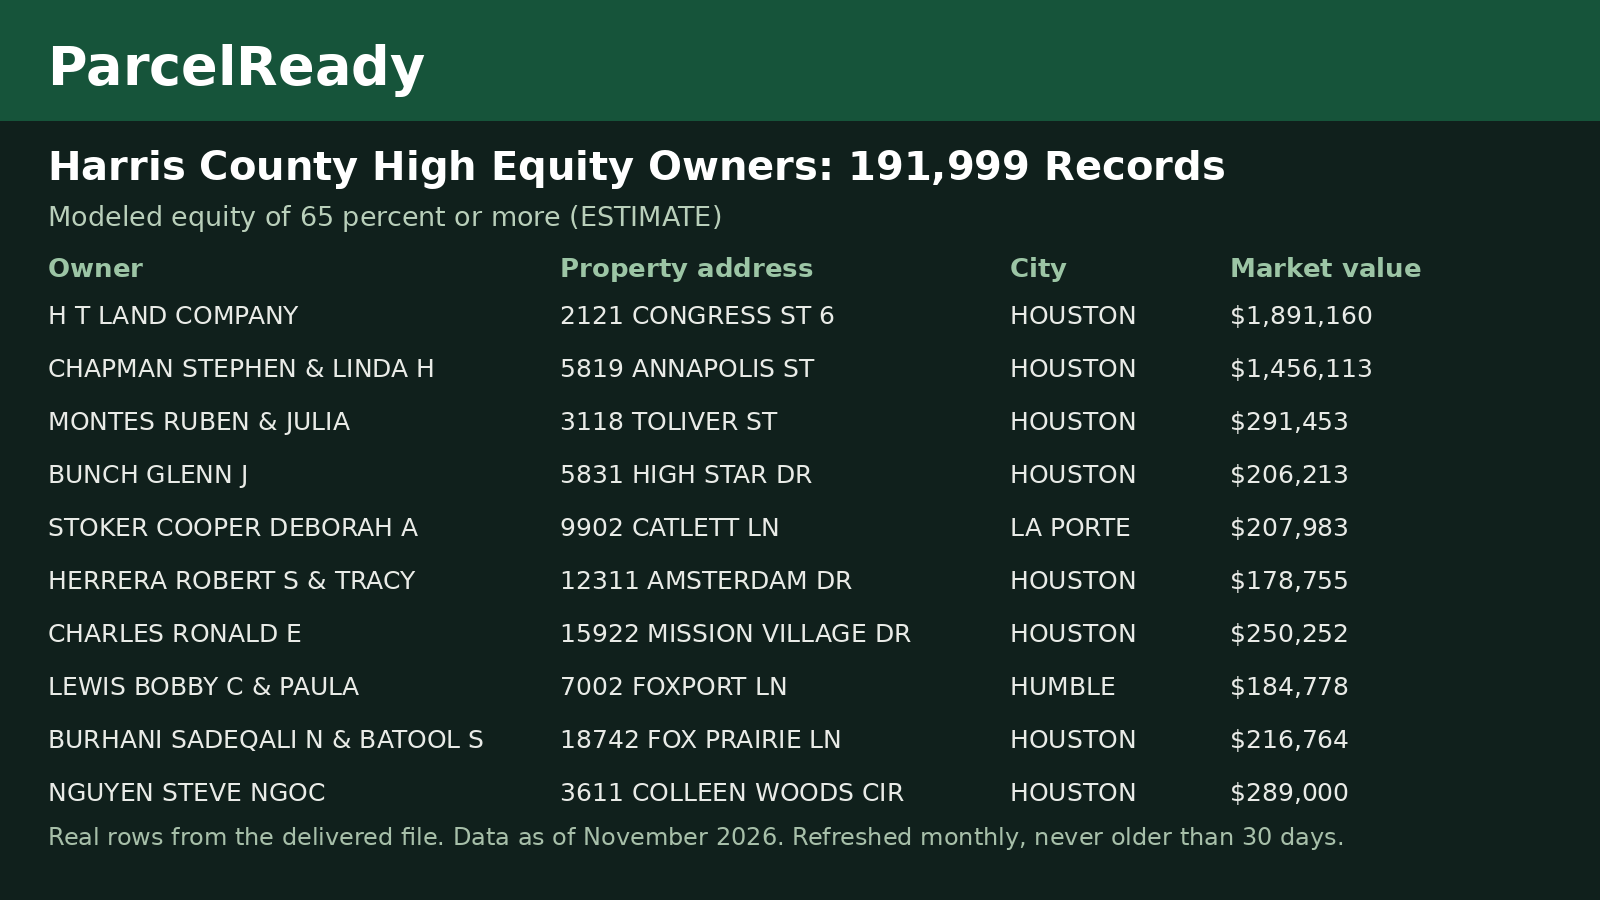 ParcelReady
Harris County High Equity Owners: 191,999 Records
Modeled equity of 65 percent or more (ESTIMATE)
Owner Property address City Market value
H T LAND COMPANY 2121 CONGRESS ST 6 HOUSTON $1,891,160
CHAPMAN STEPHEN & LINDA H 5819 ANNAPOLIS ST HOUSTON $1,456,113
MONTES RUBEN & JULIA 3118 TOLIVER ST HOUSTON $291,453
BUNCH GLENN J 5831 HIGH STAR DR HOUSTON $206,213
STOKER COOPER DEBORAH A 9902 CATLETT LN LA PORTE $207,983
HERRERA ROBERT S & TRACY 12311 AMSTERDAM DR HOUSTON $178,755
CHARLES RONALD E 15922 MISSION VILLAGE DR HOUSTON $250,252
LEWIS BOBBY C & PAULA 7002 FOXPORT LN HUMBLE $184,778
BURHANI SADEQALI N & BATOOL S 18742 FOX PRAIRIE LN HOUSTON $216,764
NGUYEN STEVE NGOC 3611 COLLEEN WOODS CIR HOUSTON $289,000
Real rows from the delivered file. Data as of November 2026. Refreshed monthly, never older than 30 days.